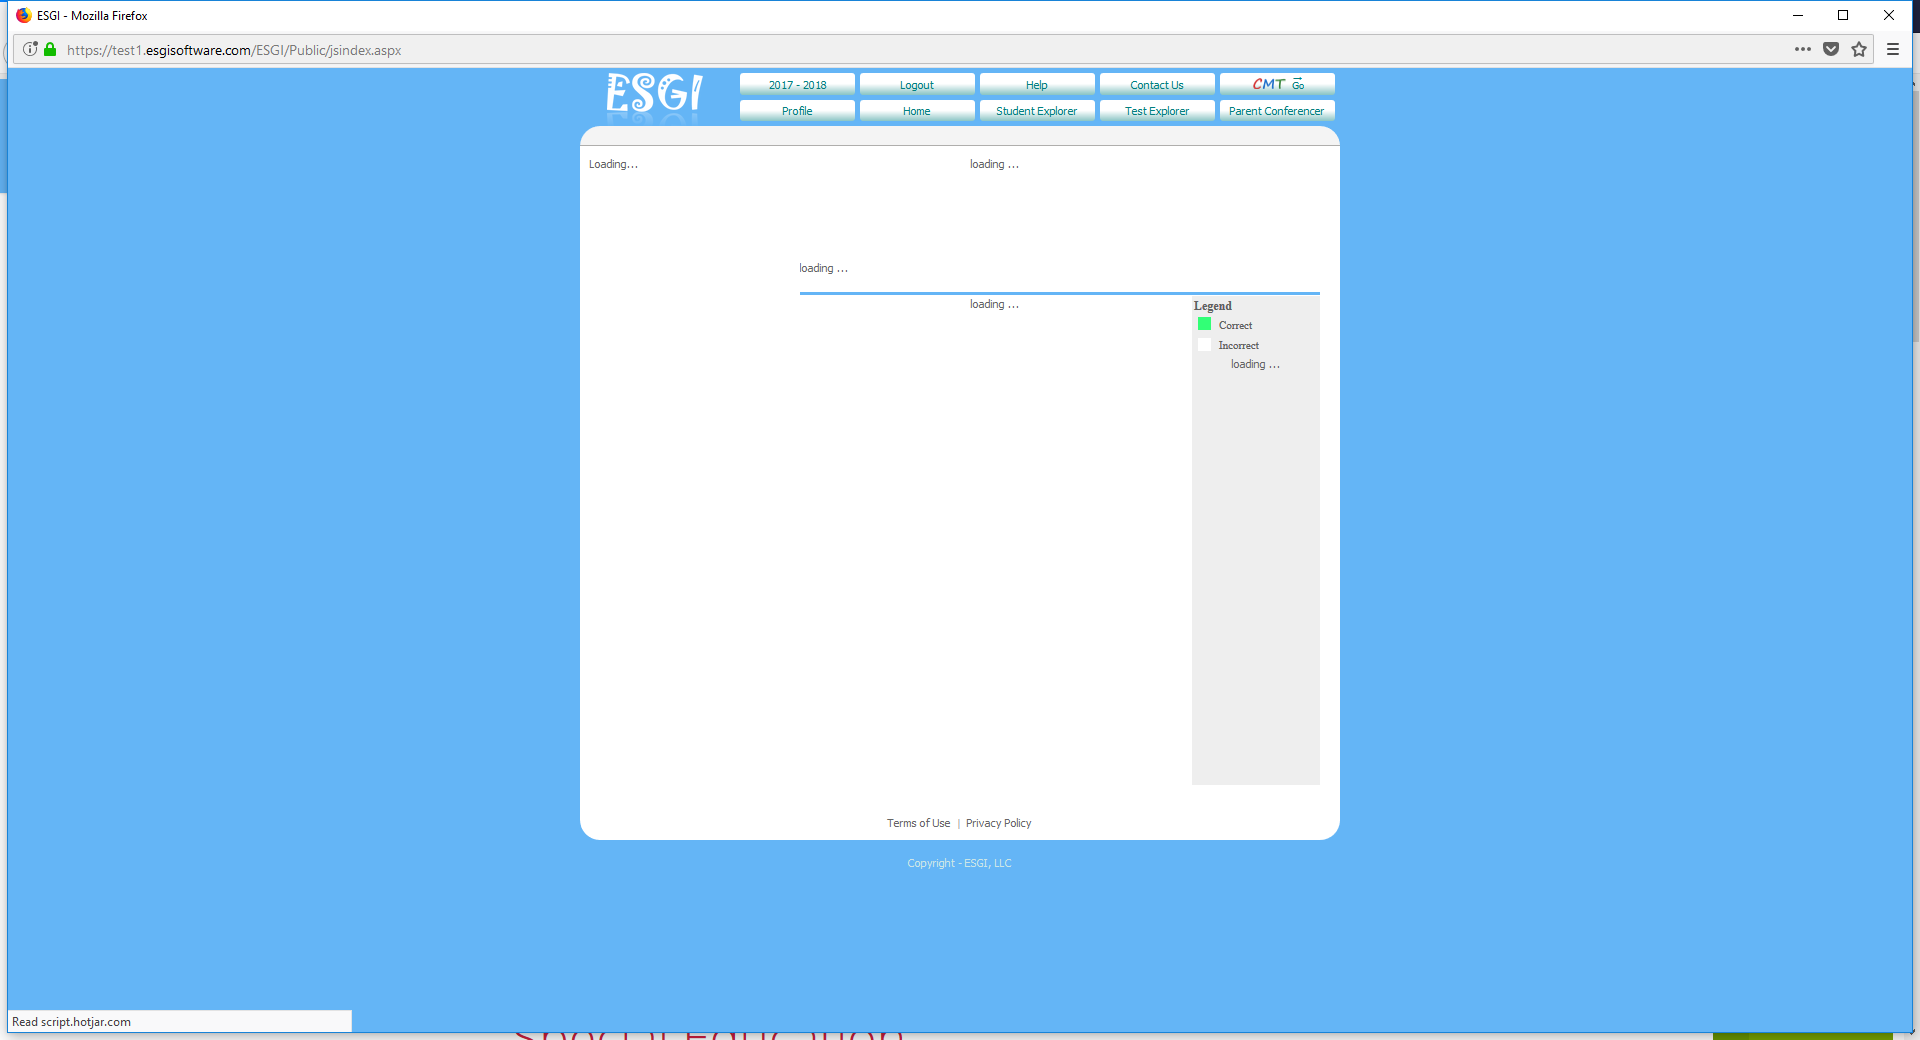 ESGI - Mozilla Firefox
https://test1.esgisoftware.com/ESGI/Public/jsindex.aspx
ESGI
2017 - 2018 Logout Help Contact Us CMT Go
Profile Home Student Explorer Test Explorer Parent Conferencer
Loading... loading ...
loading ...
loading ... Legend
Correct
Incorrect
loading ...
Terms of Use | Privacy Policy
Copyright - ESGI, LLC
Read script.hotjar.com
Special Education